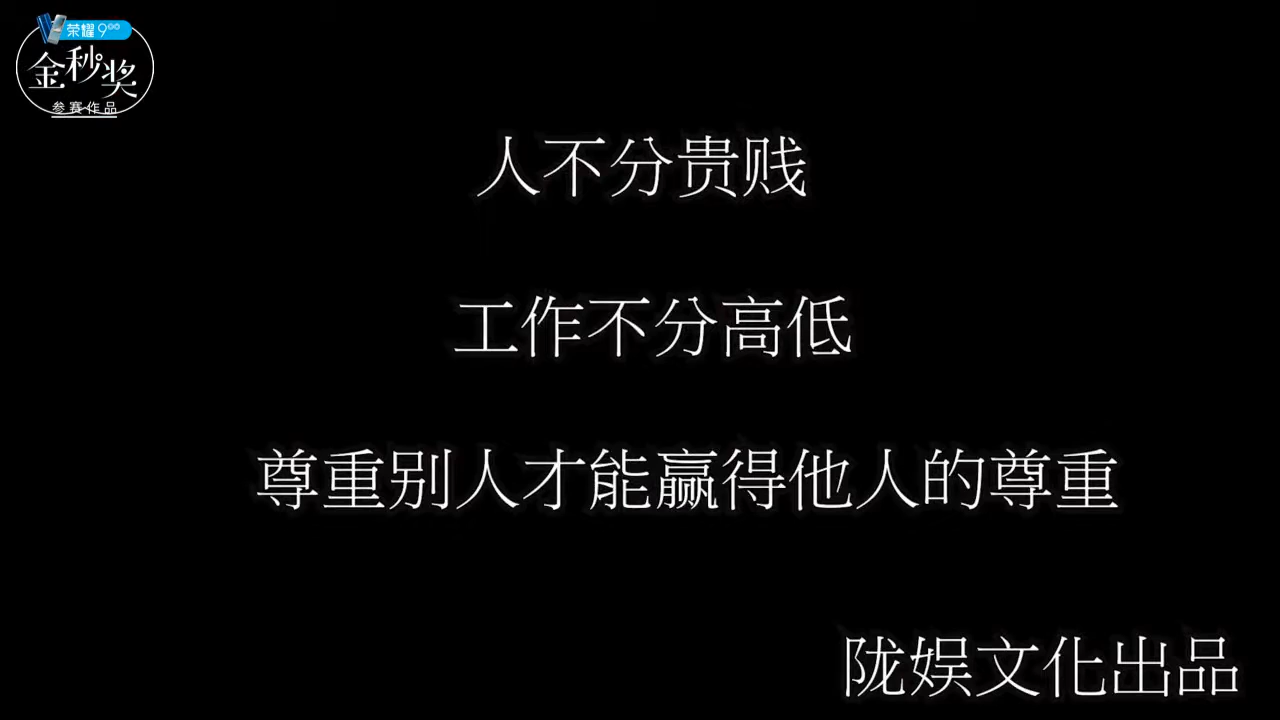 荣耀9
金秒奖
参赛作品
人不分贵贱
工作不分高低
尊重别人才能赢得他人的尊重
陇娱文化出品